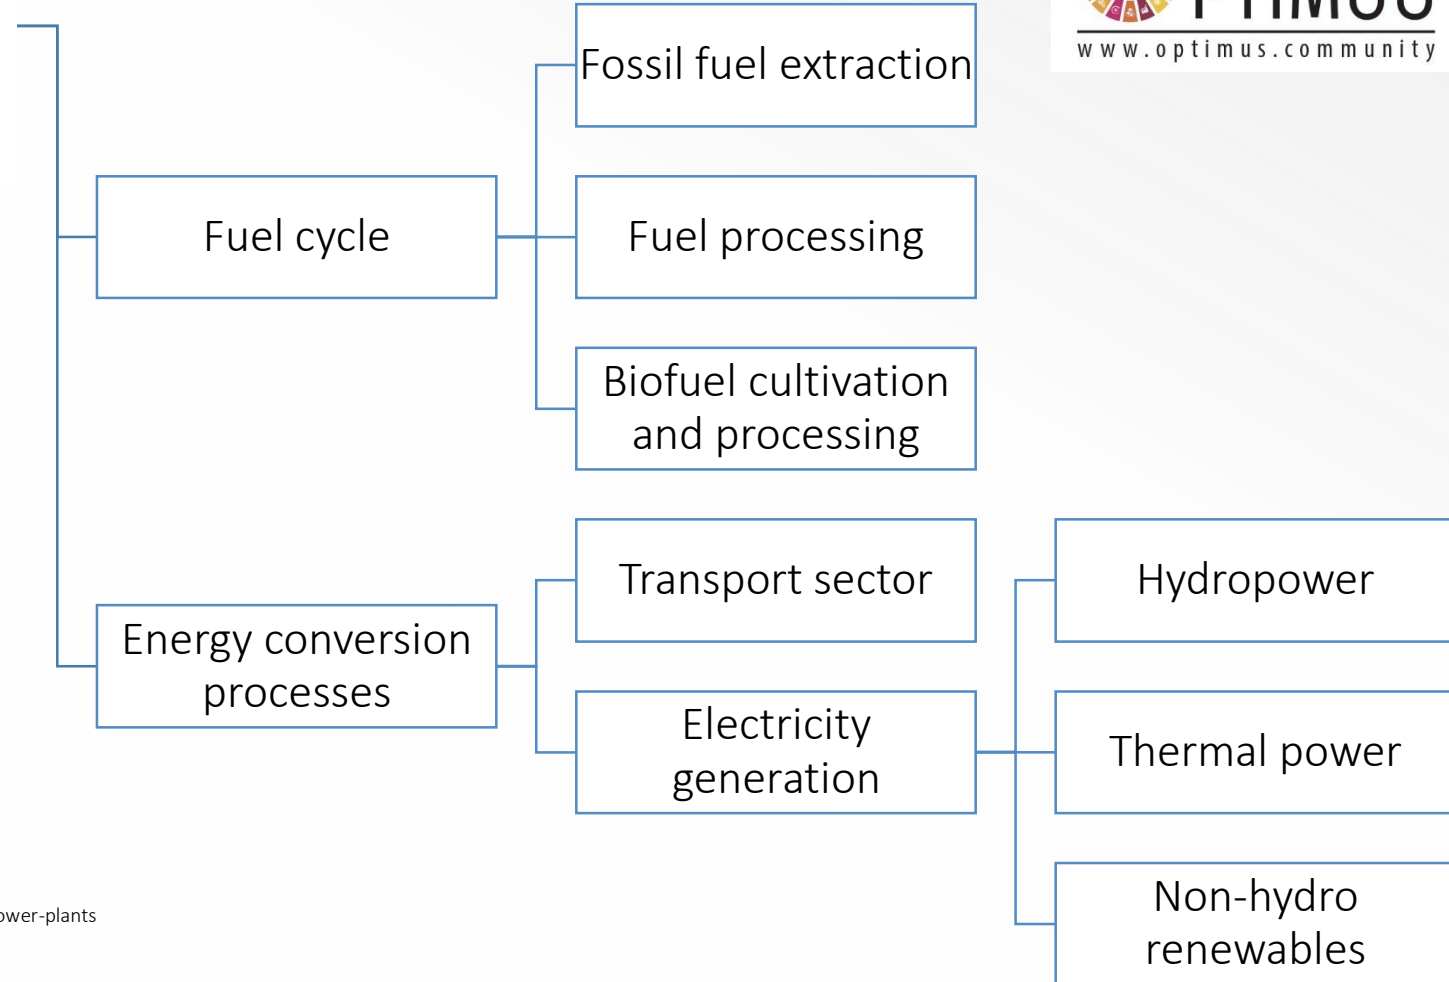 www.optimus.community
Fossil fuel extraction
Fuel cycle
Fuel processing
Biofuel cultivation
and processing
Transport sector
Hydropower
Energy conversion
processes
Electricity
generation
Thermal power
Non-hydro
renewables
ower-plants